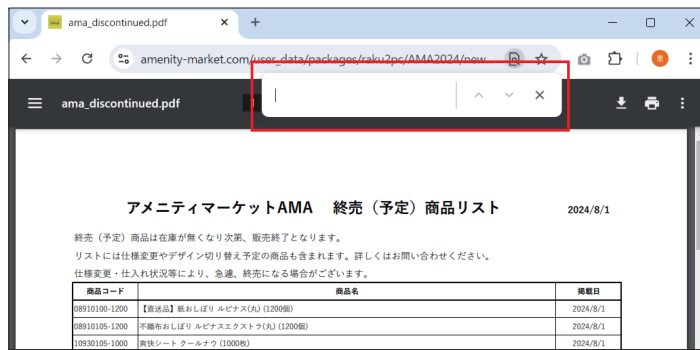 ama_discontinued.pdf
amenity-market.com/user_data/packages/raku2pc/AMA2024/new...
ama_discontinued.pdf
アメニティマーケットAMA 終売（予定）商品リスト 2024/8/1
終売（予定）商品は在庫が無くなり次第、販売終了となります。
リストには仕様変更やデザイン切り替え予定の商品も含まれます。詳しくはお問い合わせください。
仕様変更・仕入れ状況等により、急遽、終売になる場合がございます。
商品コード 商品名 掲載日
08910100-1200 【直送品】紙おしぼり ルピナス(丸) (1200個) 2024/8/1
08910105-1200 不織布おしぼり ルピナスエクストラ(丸) (1200個) 2024/8/1
10930105-1000 爽快シート クールナウ (1000枚) 2024/8/1